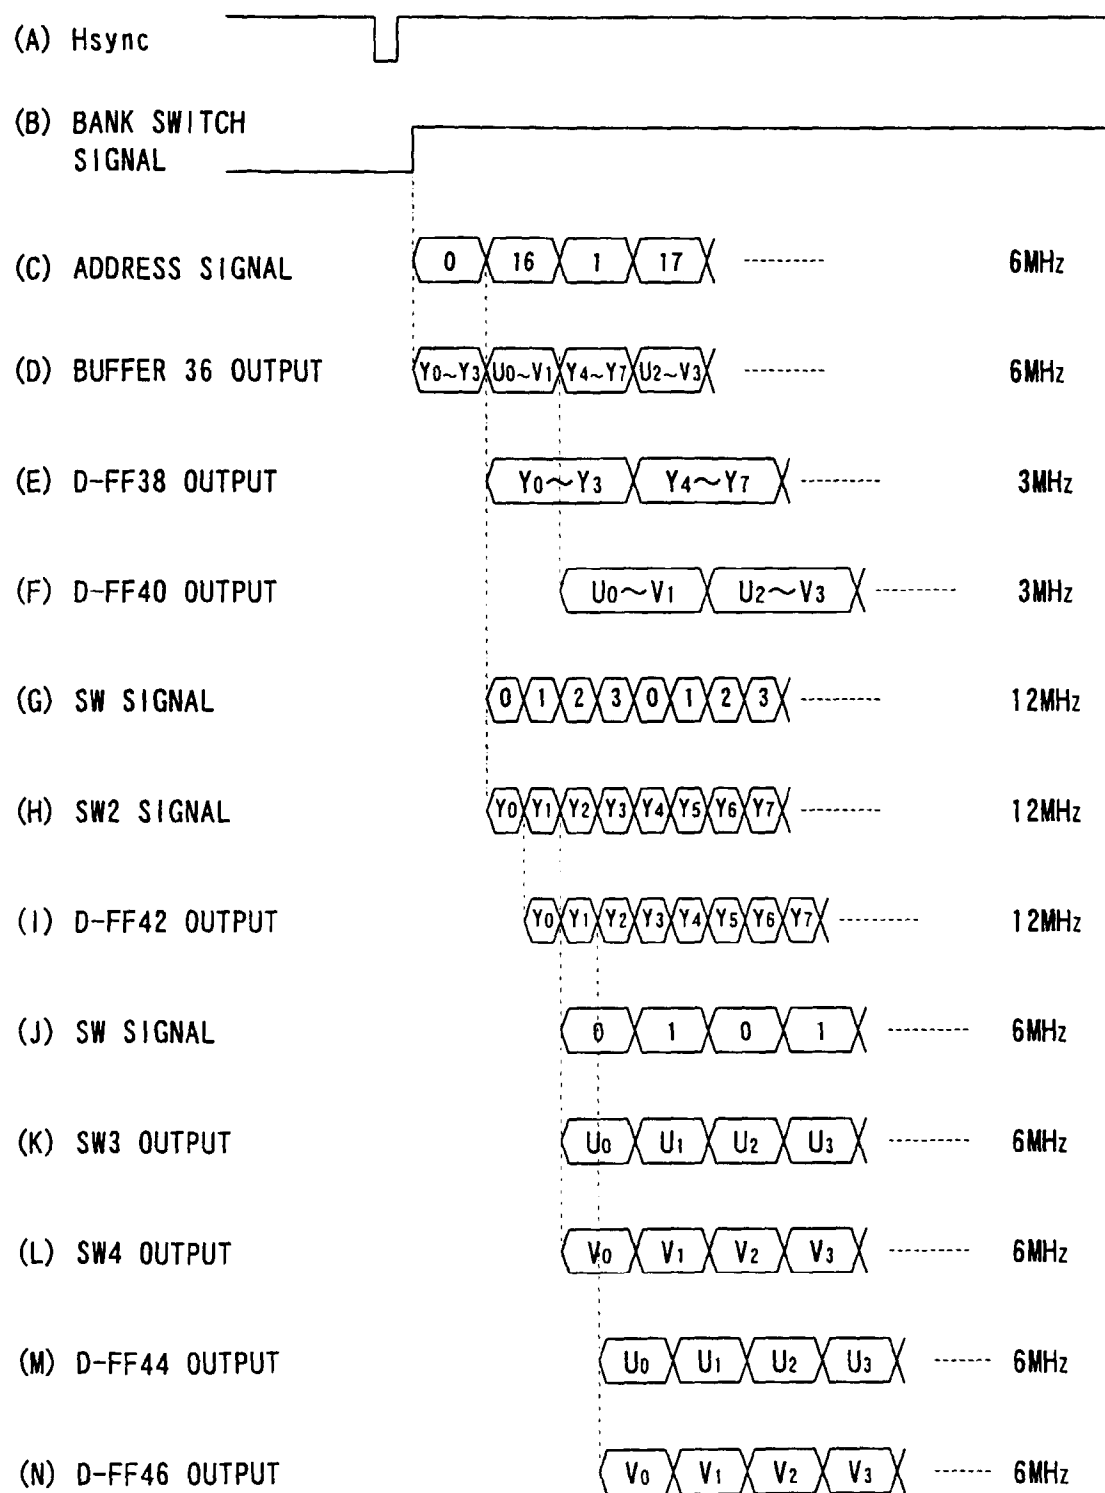 (A) Hsync
(B) BANK SWITCH
SIGNAL
(C) ADDRESS SIGNAL 0 16 1 17 6MHz
(D) BUFFER 36 OUTPUT Y0~Y3 U0~V1 Y4~Y7 U2~V3 6MHz
(E) D-FF38 OUTPUT Y0~Y3 Y4~Y7 3MHz
(F) D-FF40 OUTPUT U0~V1 U2~V3 3MHz
(G) SW SIGNAL 0 1 2 3 0 1 2 3 12MHz
(H) SW2 SIGNAL Y0 Y1 Y2 Y3 Y4 Y5 Y6 Y7 12MHz
(I) D-FF42 OUTPUT Y0 Y1 Y2 Y3 Y4 Y5 Y6 Y7 12MHz
(J) SW SIGNAL 0 1 0 1 6MHz
(K) SW3 OUTPUT U0 U1 U2 U3 6MHz
(L) SW4 OUTPUT V0 V1 V2 V3 6MHz
(M) D-FF44 OUTPUT U0 U1 U2 U3 6MHz
(N) D-FF46 OUTPUT V0 V1 V2 V3 6MHz